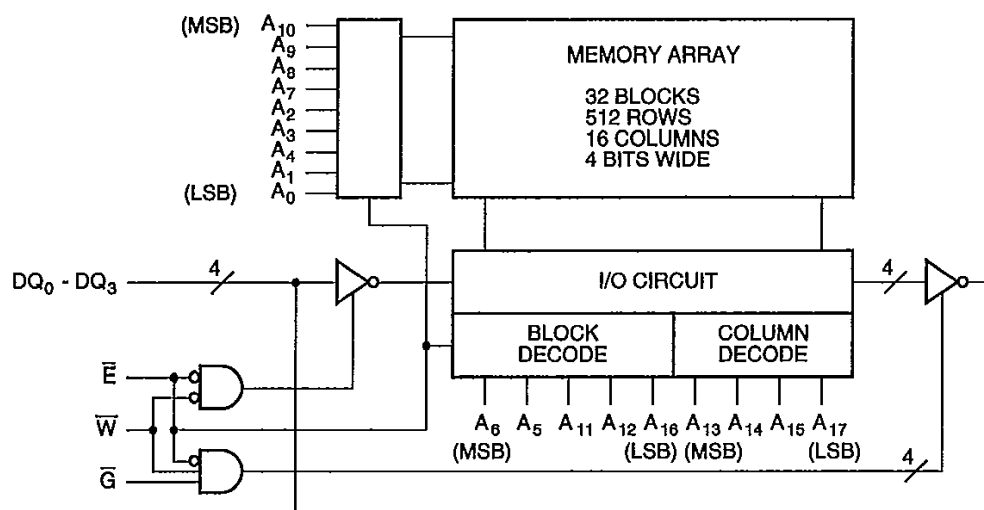 (MSB) A10
A9
A8
A7
A2
A3
A4
A1
(LSB) A0
MEMORY ARRAY
32 BLOCKS
512 ROWS
16 COLUMNS
4 BITS WIDE
DQ0 - DQ3
4
I/O CIRCUIT
4
BLOCK
DECODE
COLUMN
DECODE
E̅
W̅
G̅
A6 A5 A11 A12 A16 A13 A14 A15 A17
(MSB) (LSB) (MSB) (LSB)
4